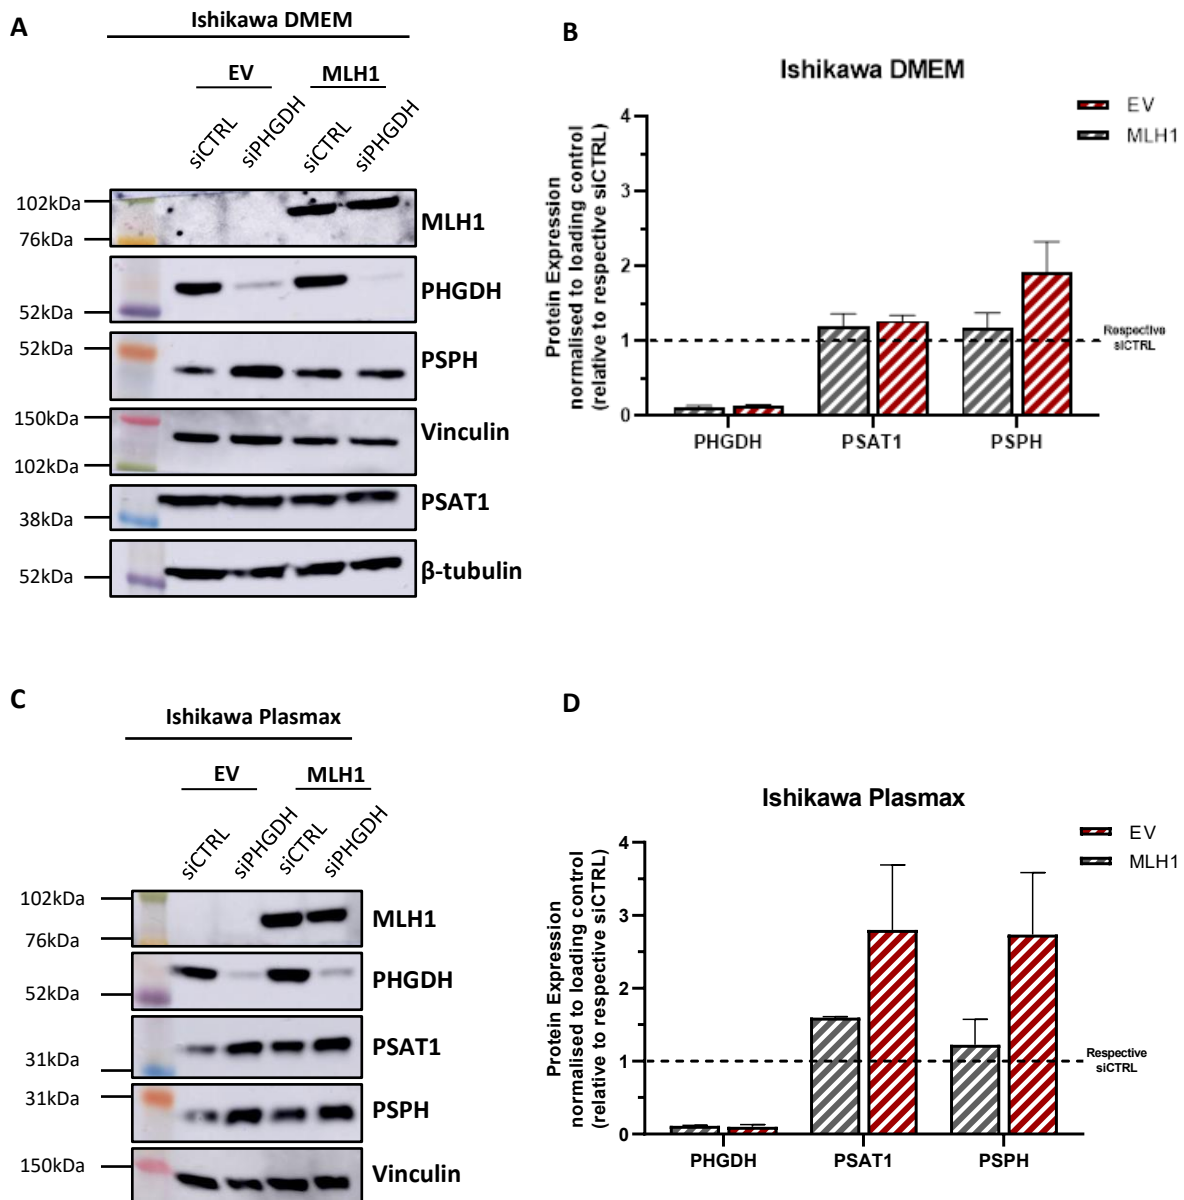 A
Ishikawa DMEM
EV
MLH1
siCTRL
siPHGDH
siCTRL
siPHGDH
102kDa
76kDa
MLH1
52kDa
PHGDH
52kDa
PSPH
150kDa
102kDa
Vinculin
38kDa
PSAT1
52kDa
β-tubulin
B
Ishikawa DMEM
EV
MLH1
Protein Expression
normalised to loading control
(relative to respective siCTRL)
4
3
2
1
0
Respective
siCTRL
PHGDH
PSAT1
PSPH
C
Ishikawa Plasmax
EV
MLH1
siCTRL
siPHGDH
siCTRL
siPHGDH
102kDa
76kDa
MLH1
52kDa
PHGDH
31kDa
PSAT1
31kDa
PSPH
150kDa
Vinculin
D
Ishikawa Plasmax
EV
MLH1
Protein Expression
normalised to loading control
(relative to respective siCTRL)
4
3
2
1
0
Respective
siCTRL
PHGDH
PSAT1
PSPH